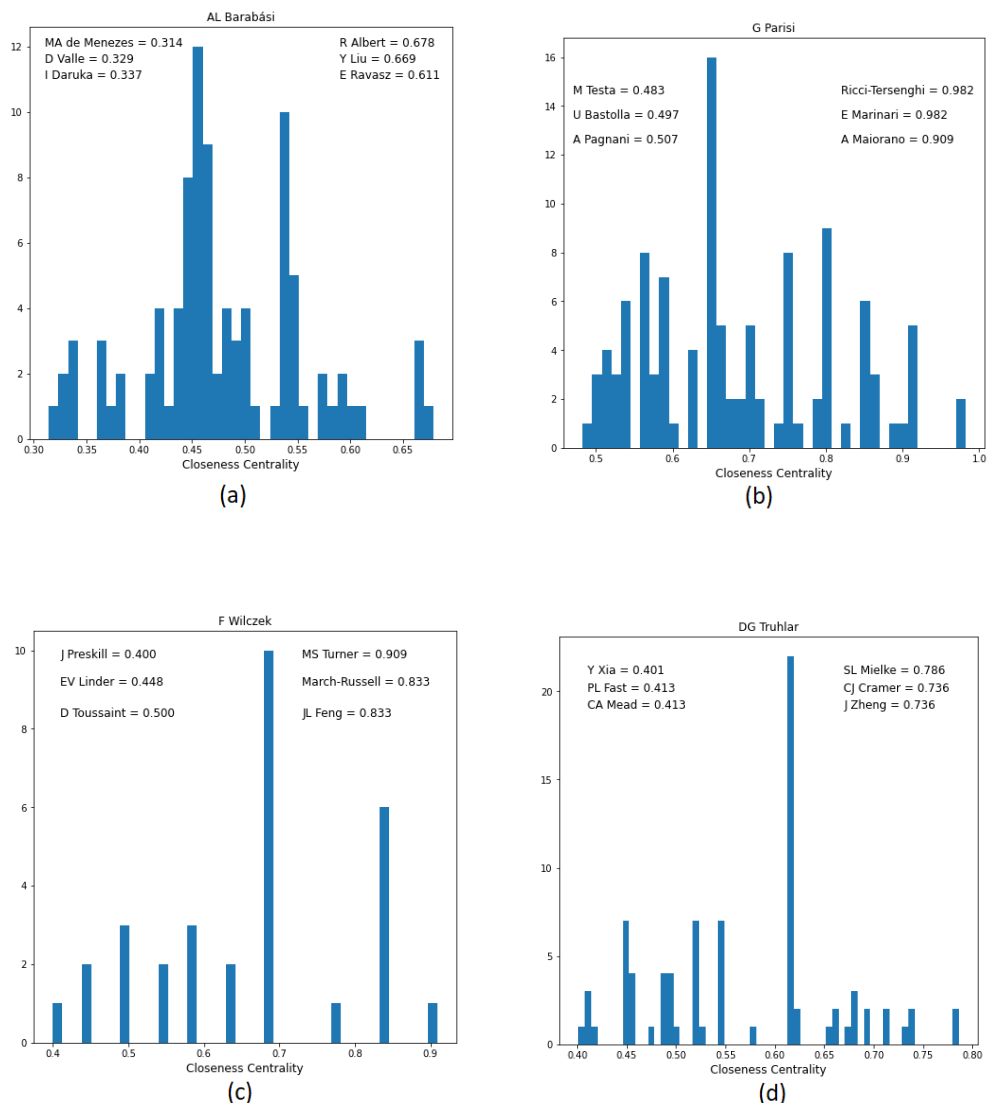 AL Barabási
MA de Menezes = 0.314
D Valle = 0.329
I Daruka = 0.337
R Albert = 0.678
Y Liu = 0.669
E Ravasz = 0.611
12
10
8
6
4
2
0
0.30 0.35 0.40 0.45 0.50 0.55 0.60 0.65
Closeness Centrality
(a)
G Parisi
M Testa = 0.483
U Bastolla = 0.497
A Pagnani = 0.507
Ricci-Tersenghi = 0.982
E Marinari = 0.982
A Maiorano = 0.909
16
14
12
10
8
6
4
2
0
0.5 0.6 0.7 0.8 0.9 1.0
Closeness Centrality
(b)
F Wilczek
J Preskill = 0.400
EV Linder = 0.448
D Toussaint = 0.500
MS Turner = 0.909
March-Russell = 0.833
JL Feng = 0.833
10
8
6
4
2
0
0.4 0.5 0.6 0.7 0.8 0.9
Closeness Centrality
(c)
DG Truhlar
Y Xia = 0.401
PL Fast = 0.413
CA Mead = 0.413
SL Mielke = 0.786
CJ Cramer = 0.736
J Zheng = 0.736
20
15
10
5
0
0.40 0.45 0.50 0.55 0.60 0.65 0.70 0.75 0.80
Closeness Centrality
(d)